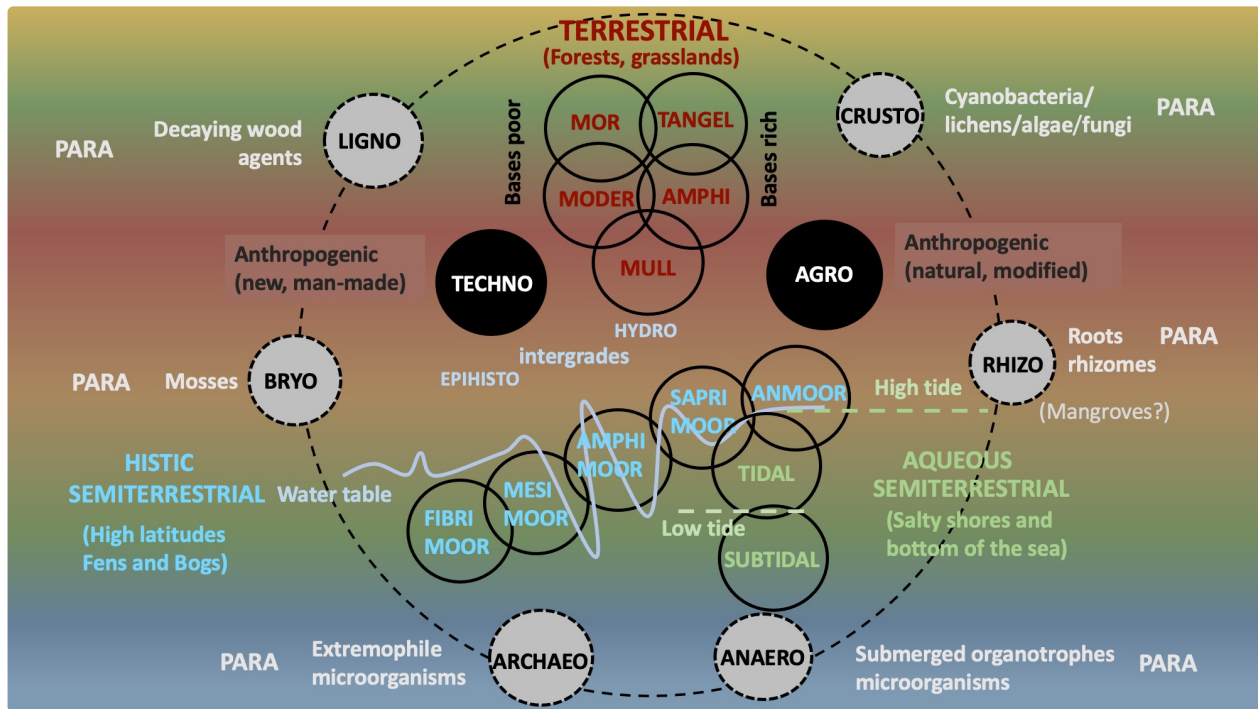 TERRESTRIAL
(Forests, grasslands)
Bases poor
Bases rich
MOR
TANGEL
MODER
AMPHI
MULL
PARA
Decaying wood
agents
LIGNO
CRUSTO
Cyanobacteria/
lichens/algae/fungi
PARA
Anthropogenic
(new, man-made)
TECHNO
AGRO
Anthropogenic
(natural, modified)
HYDRO
intergrades
EPIHISTO
PARA
Mosses
BRYO
RHIZO
Roots
rhizomes
PARA
(Mangroves?)
SAPRI
MOOR
ANMOOR
High tide
AMPHI
MOOR
TIDAL
HISTIC
SEMITERRESTRIAL
(High latitudes
Fens and Bogs)
Water table
MESI
MOOR
FIBRI
MOOR
Low tide
SUBTIDAL
AQUEOUS
SEMITERRESTRIAL
(Salty shores and
bottom of the sea)
PARA
Extremophile
microorganisms
ARCHAEO
ANAERO
Submerged organotrophes
microorganisms
PARA